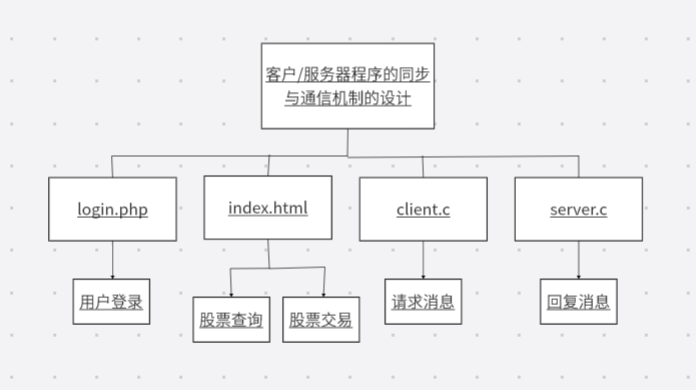 客户/服务器程序的同步
与通信机制的设计
login.php
index.html
client.c
server.c
用户登录
股票查询
股票交易
请求消息
回复消息